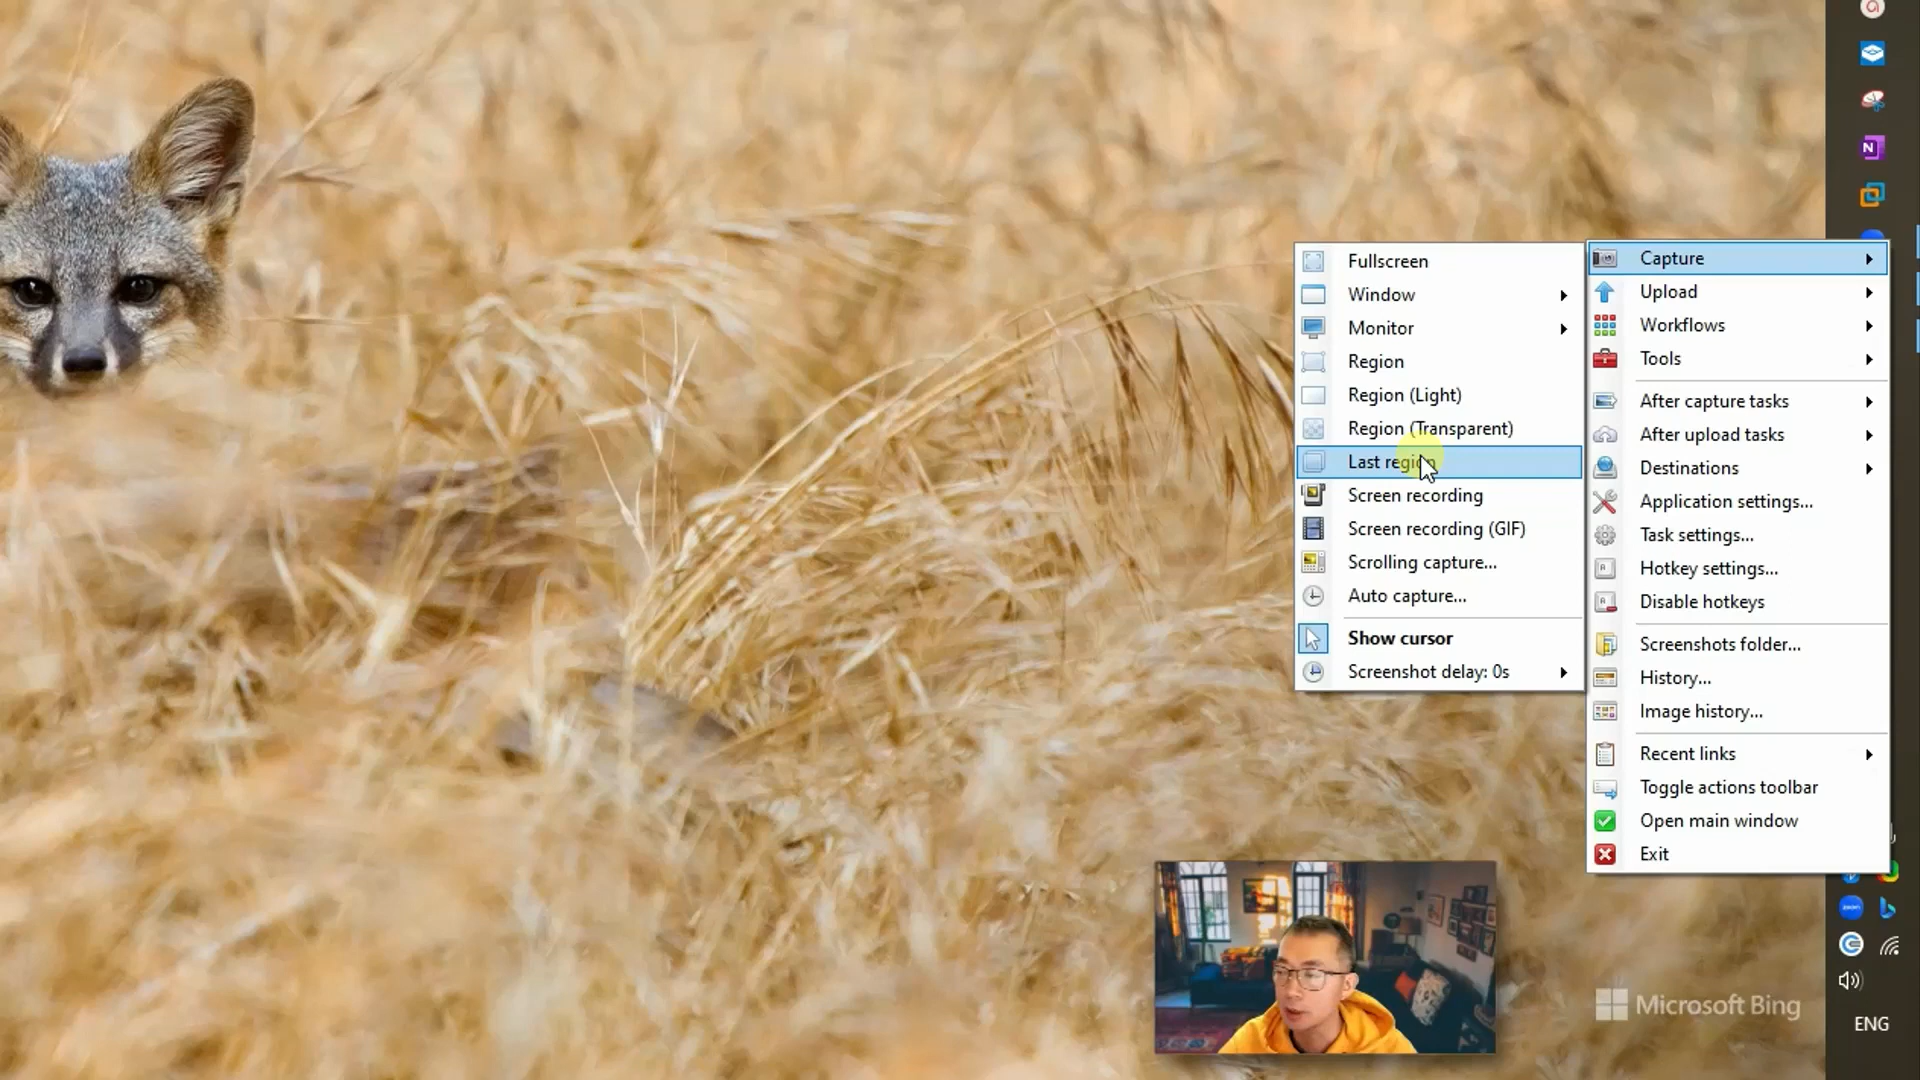 Fullscreen
Window
Monitor
Region
Region (Light)
Region (Transparent)
Last region
Screen recording
Screen recording (GIF)
Scrolling capture...
Auto capture...
Show cursor
Screenshot delay: 0s
Capture
Upload
Workflows
Tools
After capture tasks
After upload tasks
Destinations
Application settings...
Task settings...
Hotkey settings...
Disable hotkeys
Screenshots folder...
History...
Image history...
Recent links
Toggle actions toolbar
Open main window
Exit
N
zoom
Microsoft Bing
ENG